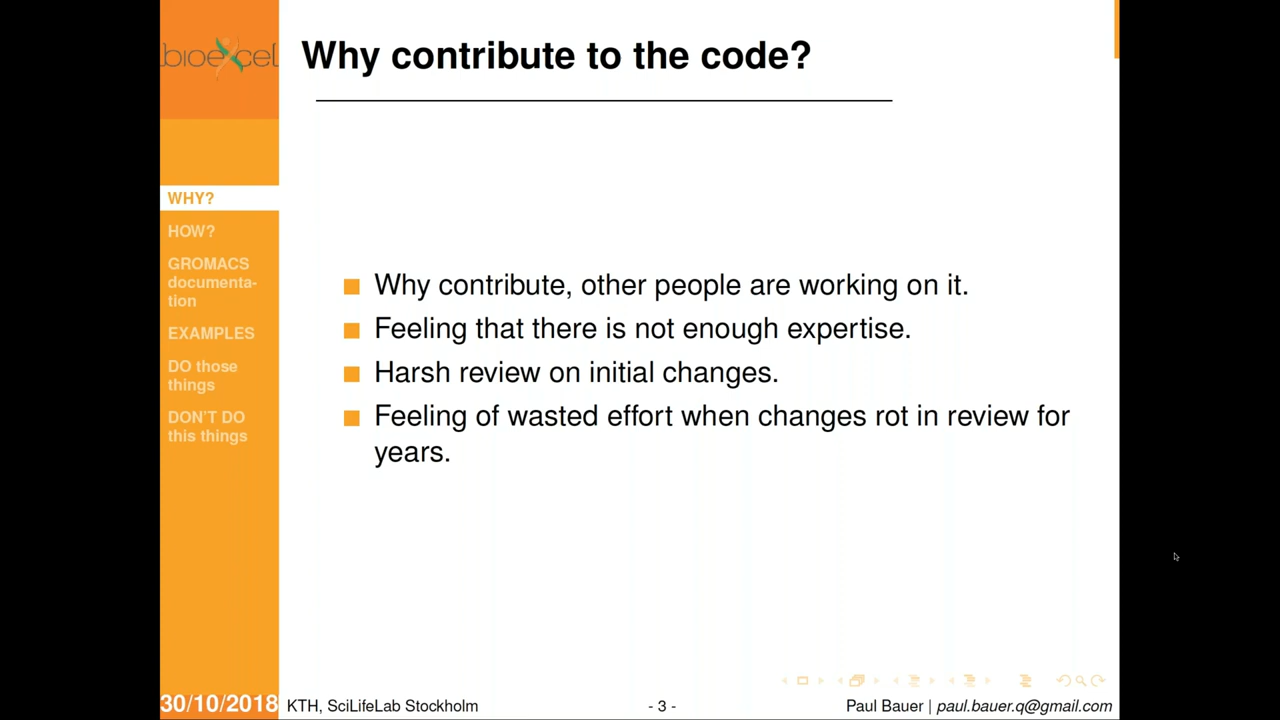 bioexcel
Why contribute to the code?
WHY?
HOW?
GROMACS
documenta-
tion
EXAMPLES
DO those
things
DON'T DO
this things
Why contribute, other people are working on it.
Feeling that there is not enough expertise.
Harsh review on initial changes.
Feeling of wasted effort when changes rot in review for
years.
30/10/2018
KTH, SciLifeLab Stockholm
- 3 -
Paul Bauer | paul.bauer.q@gmail.com